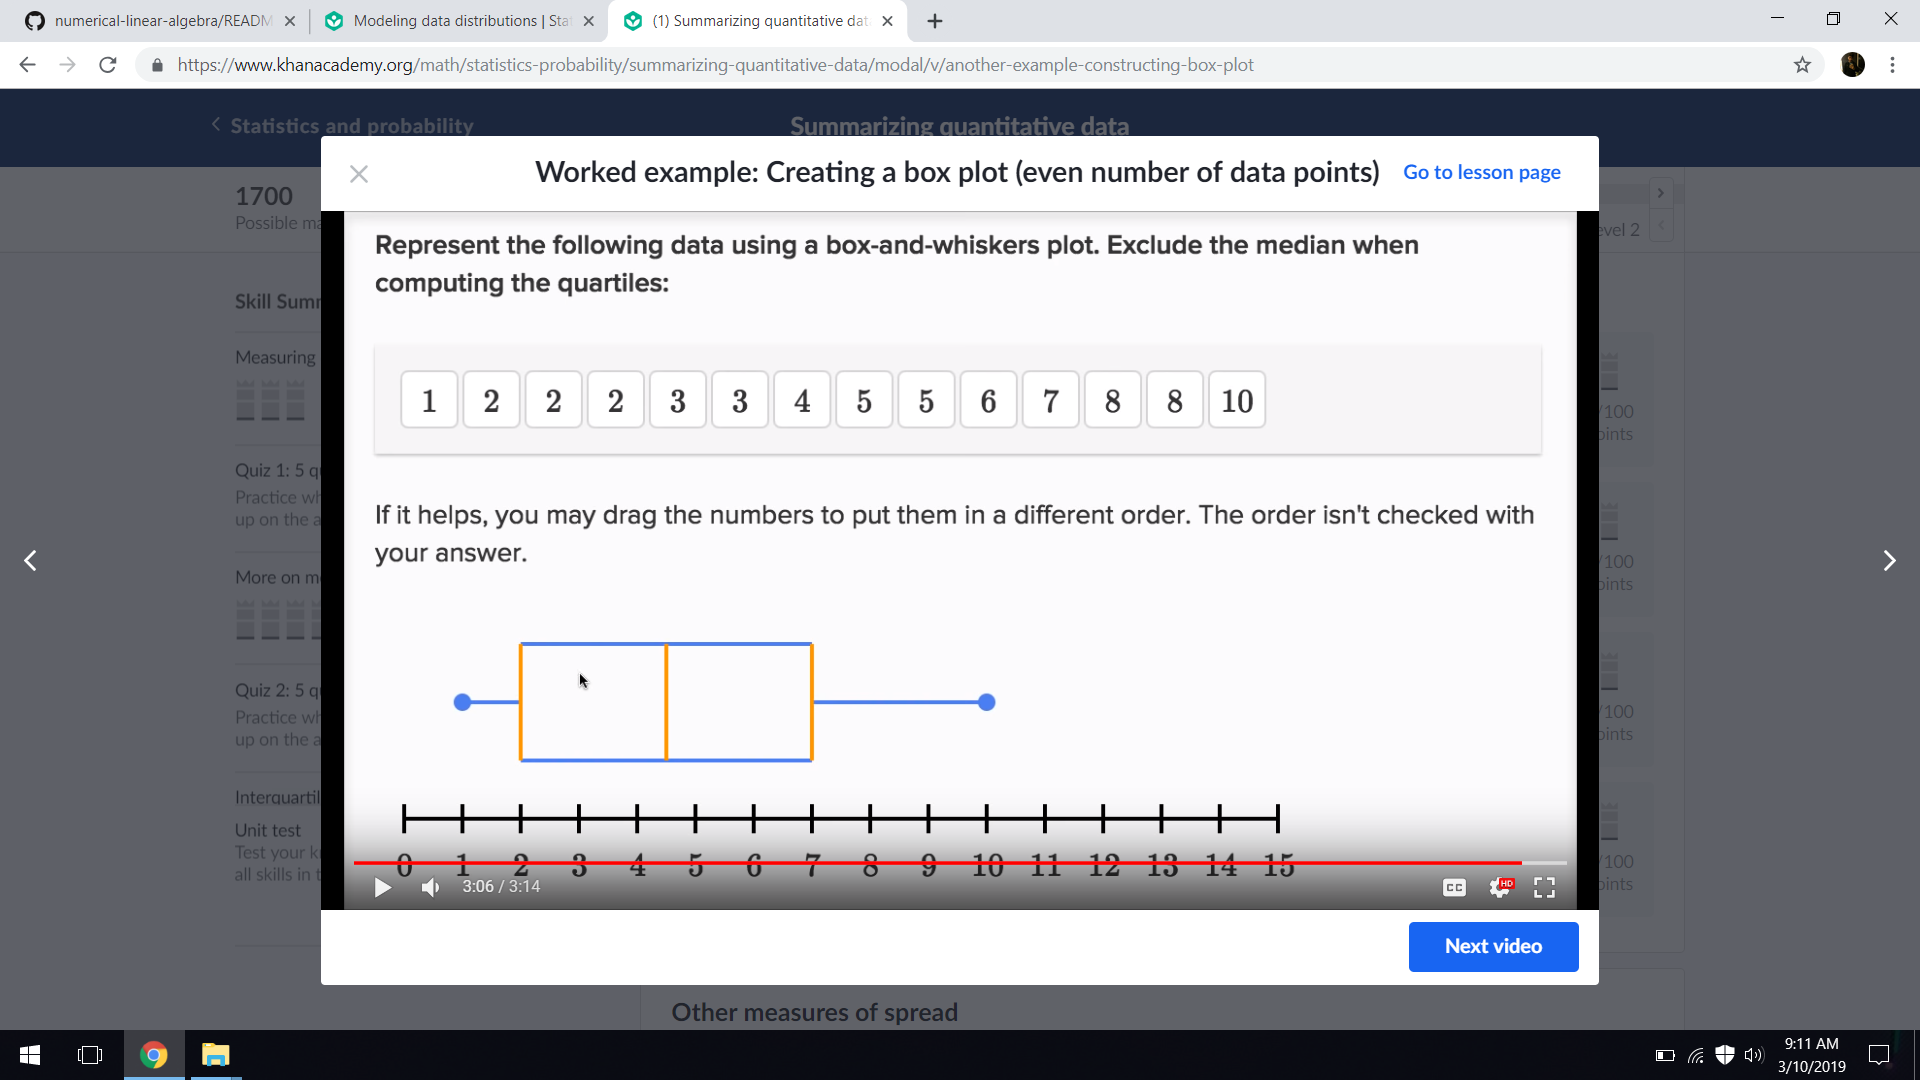 numerical-linear-algebra/READM
Modeling data distributions | Sta
(1) Summarizing quantitative dat
https://www.khanacademy.org/math/statistics-probability/summarizing-quantitative-data/modal/v/another-example-constructing-box-plot
Statistics and probability
Summarizing quantitative data
Worked example: Creating a box plot (even number of data points)
Go to lesson page
1700
Possible ma
evel 2
Skill Summ
Measuring
Quiz 1: 5 q
Practice wh
up on the a
More on m
Quiz 2: 5 q
Practice wh
up on the a
Interquartil
Unit test
Test your k
all skills in t
Represent the following data using a box-and-whiskers plot. Exclude the median when
computing the quartiles:
1 2 2 2 3 3 4 5 5 6 7 8 8 10
If it helps, you may drag the numbers to put them in a different order. The order isn't checked with
your answer.
0 1 2 3 4 5 6 7 8 9 10 11 12 13 14 15
3:06 / 3:14
CC
HD
/100
oints
/100
oints
/100
oints
/100
oints
Next video
Other measures of spread
9:11 AM
3/10/2019